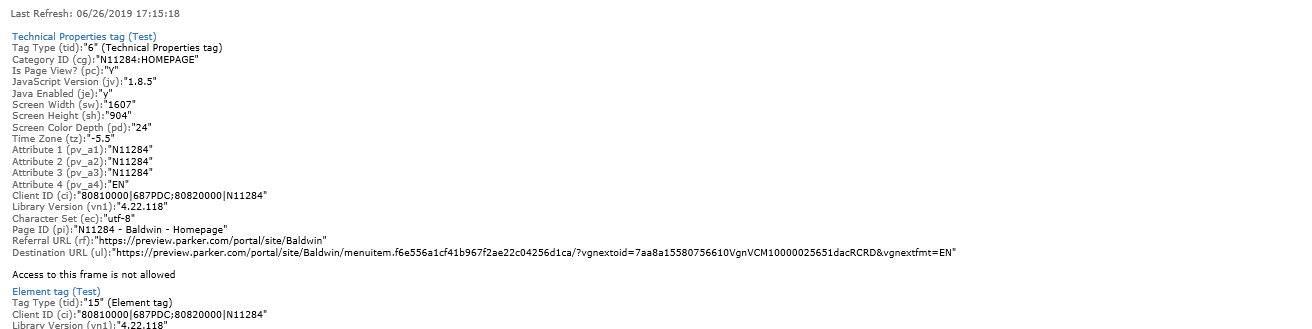 Last Refresh: 06/26/2019 17:15:18
Technical Properties tag (Test)
Tag Type (tid):"6" (Technical Properties tag)
Category ID (cg):"N11284:HOMEPAGE"
Is Page View? (pc):"Y"
JavaScript Version (jv):"1.8.5"
Java Enabled (je):"y"
Screen Width (sw):"1607"
Screen Height (sh):"904"
Screen Color Depth (pd):"24"
Time Zone (tz):"-5.5"
Attribute 1 (pv_a1):"N11284"
Attribute 2 (pv_a2):"N11284"
Attribute 3 (pv_a3):"N11284"
Attribute 4 (pv_a4):"EN"
Client ID (ci):"80810000|687PDC;80820000|N11284"
Library Version (vn1):"4.22.118"
Character Set (ec):"utf-8"
Page ID (pi):"N11284 - Baldwin - Homepage"
Referral URL (rf):"https://preview.parker.com/portal/site/Baldwin"
Destination URL (ul):"https://preview.parker.com/portal/site/Baldwin/menuitem.f6e556a1cf41b967f2ae22c04256d1ca/?vgnextoid=7aa8a15580756610VgnVCM10000025651dacRCRD&vgnextfmt=EN"
Access to this frame is not allowed
Element tag (Test)
Tag Type (tid):"15" (Element tag)
Client ID (ci):"80810000|687PDC;80820000|N11284"
Library Version (vn1):"4.22.118"